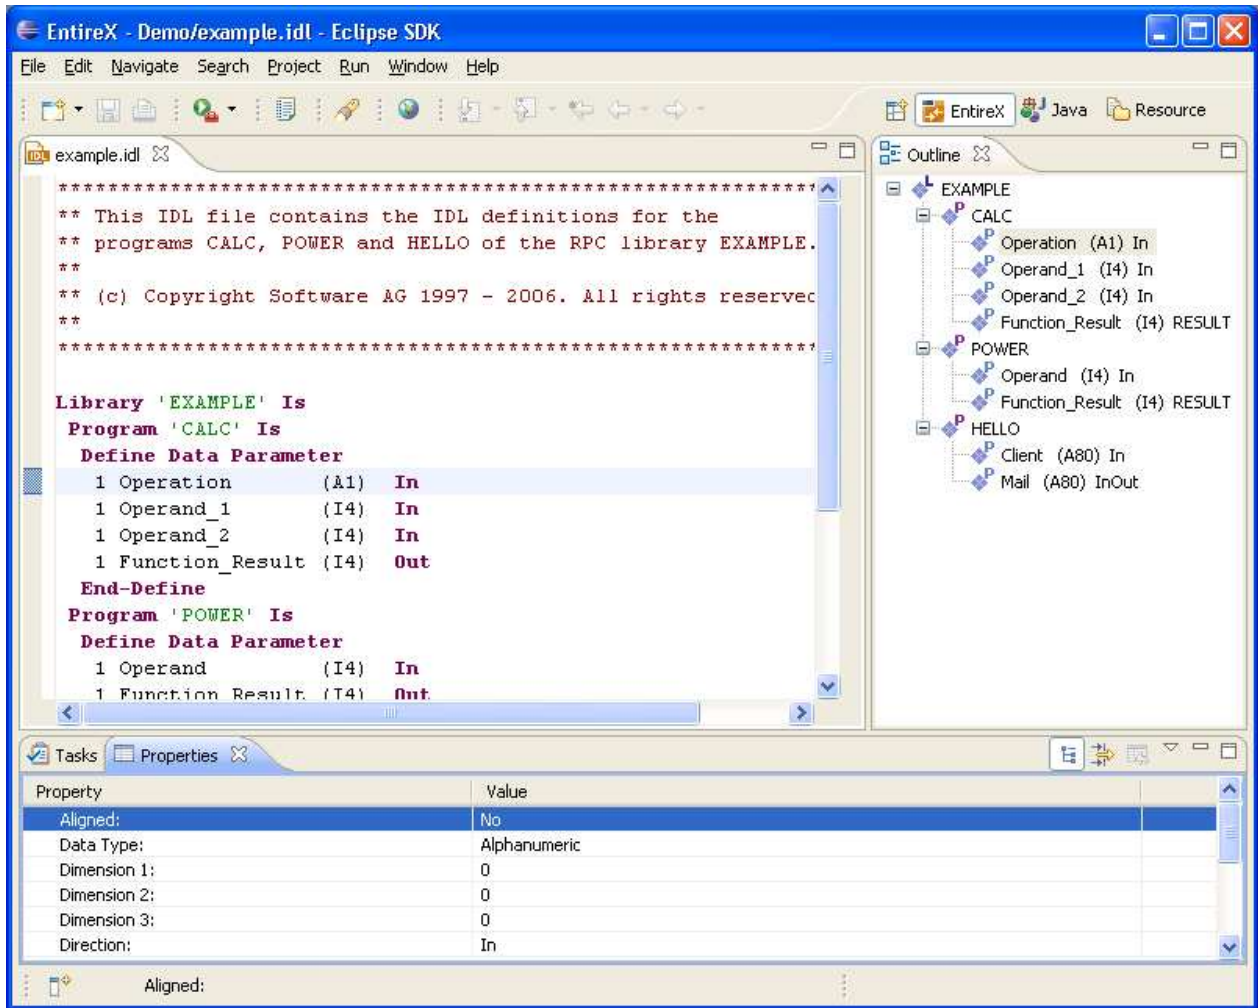 EntireX - Demo/example.idl - Eclipse SDK
File Edit Navigate Search Project Run Window Help
EntireX Java Resource
example.idl
*************************************************************
** This IDL file contains the IDL definitions for the
** programs CALC, POWER and HELLO of the RPC library EXAMPLE.
**
** (c) Copyright Software AG 1997 - 2006. All rights reserved
**
*************************************************************
Library 'EXAMPLE' Is
Program 'CALC' Is
Define Data Parameter
1 Operation (A1) In
1 Operand_1 (I4) In
1 Operand_2 (I4) In
1 Function_Result (I4) Out
End-Define
Program 'POWER' Is
Define Data Parameter
1 Operand (I4) In
1 Function_Result (I4) Out
Outline
EXAMPLE
CALC
Operation (A1) In
Operand_1 (I4) In
Operand_2 (I4) In
Function_Result (I4) RESULT
POWER
Operand (I4) In
Function_Result (I4) RESULT
HELLO
Client (A80) In
Mail (A80) InOut
Tasks Properties
Property Value
Aligned: No
Data Type: Alphanumeric
Dimension 1: 0
Dimension 2: 0
Dimension 3: 0
Direction: In
Aligned: